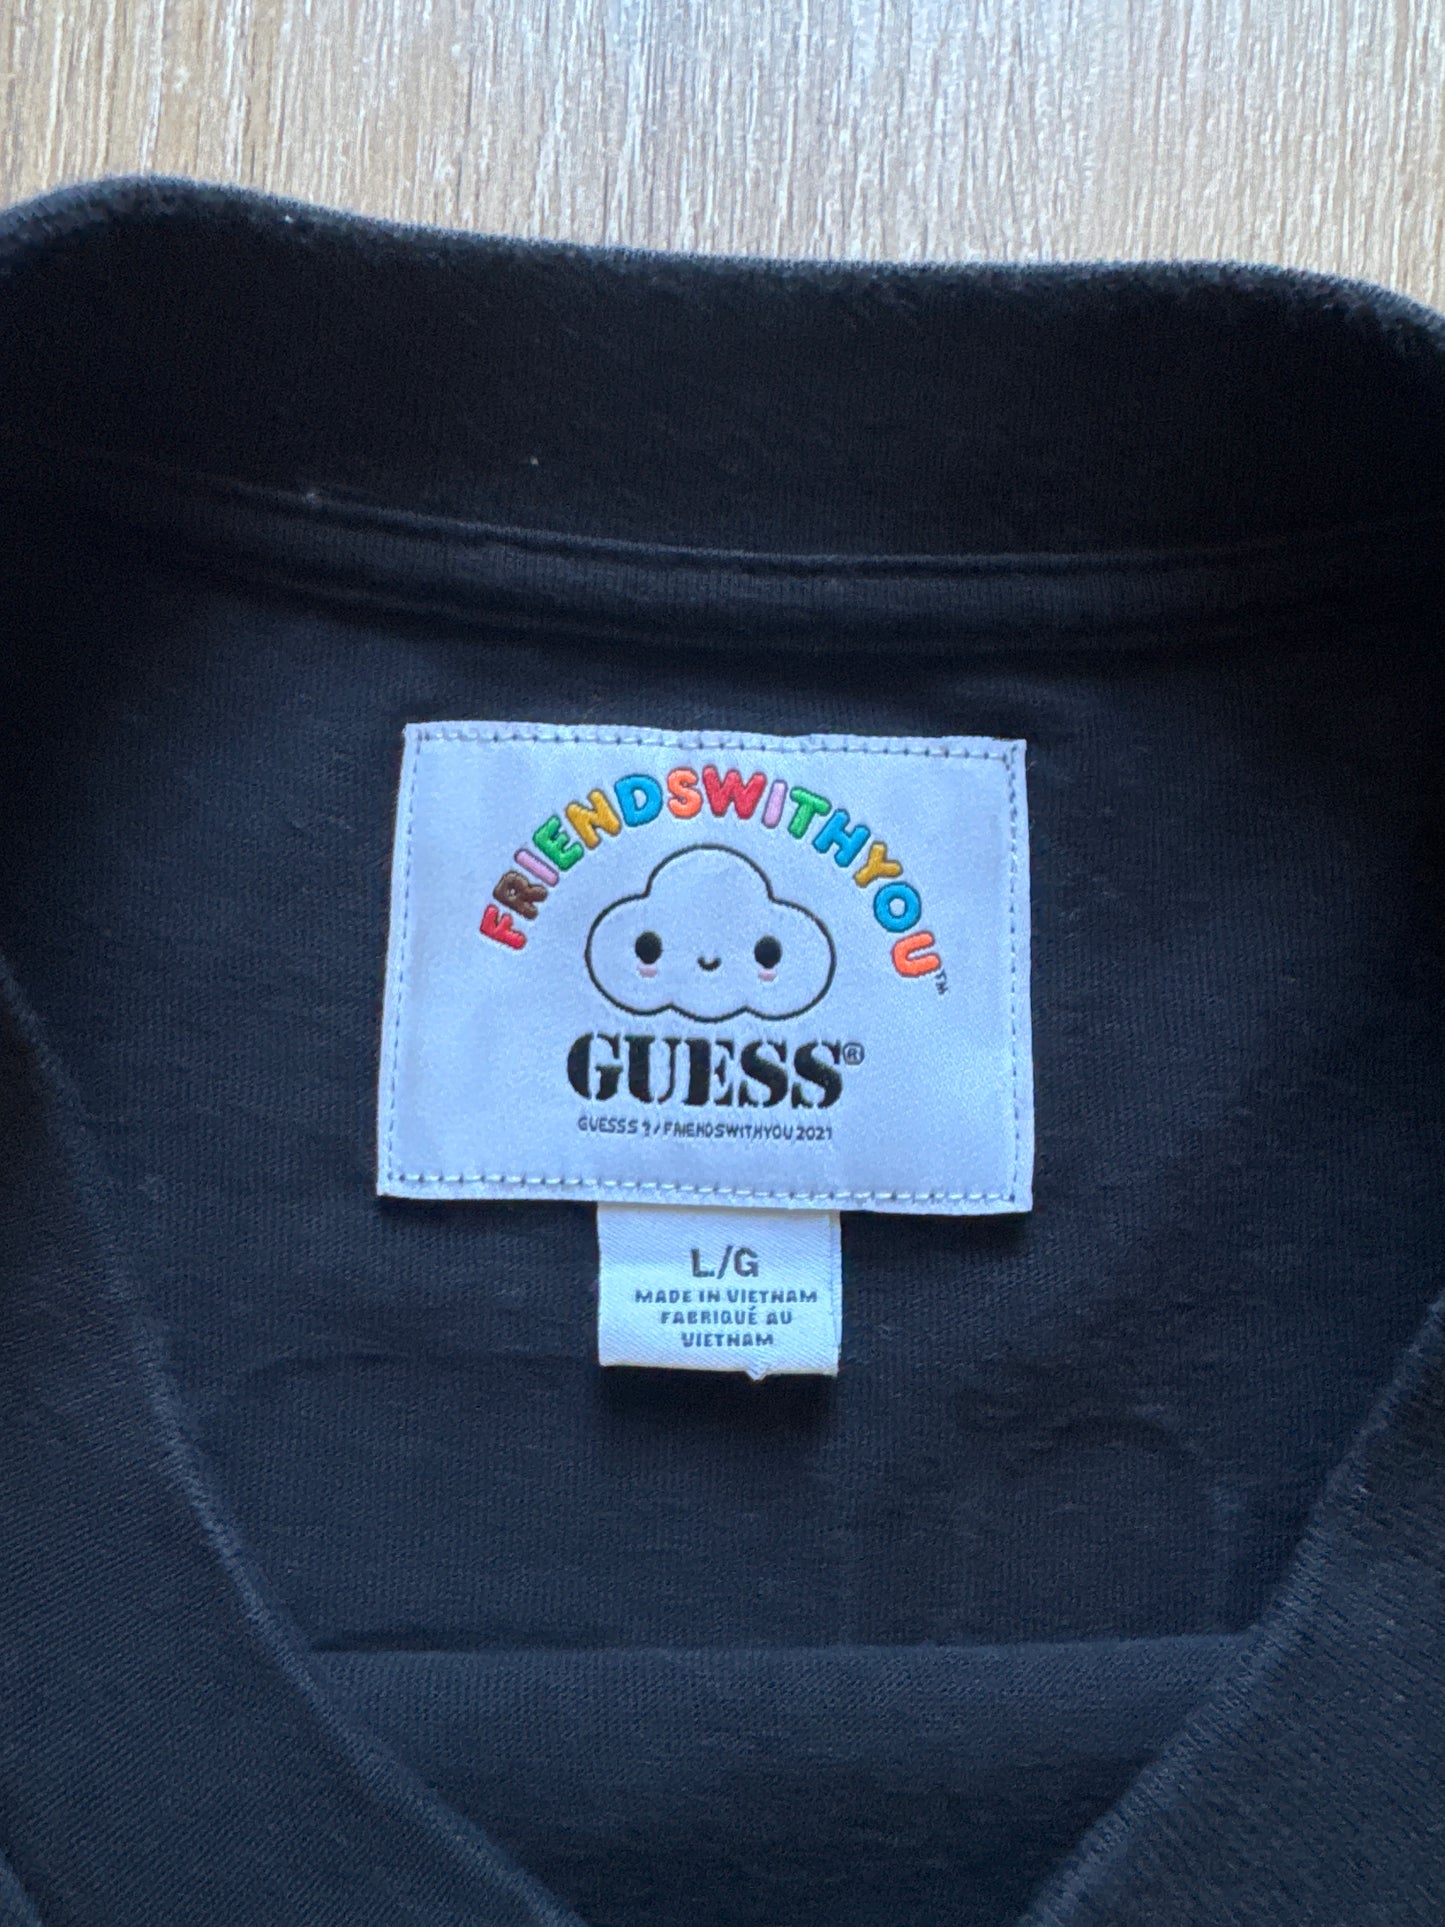 FRIENDSWITHYOU™
GUESS®
GUESSS ?/FRIENDSWITHYOU 2021
L/G
MADE IN VIETNAM
FABRIQUÉ AU
VIETNAM